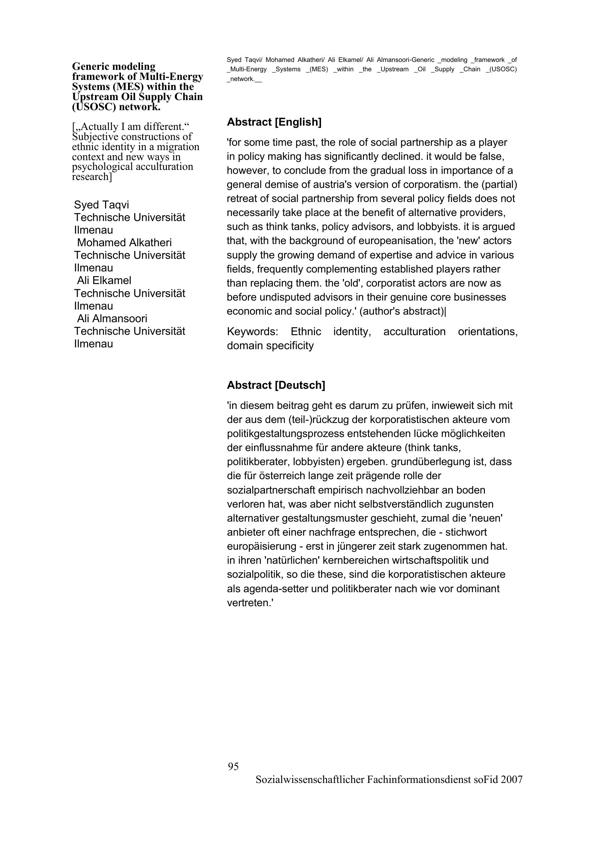 Generic modeling
framework of Multi-Energy
Systems (MES) within the
Upstream Oil Supply Chain
(USOSC) network.
[„Actually I am different.“
Subjective constructions of
ethnic identity in a migration
context and new ways in
psychological acculturation
research]
Syed Taqvi
Technische Universität
Ilmenau
Mohamed Alkatheri
Technische Universität
Ilmenau
Ali Elkamel
Technische Universität
Ilmenau
Ali Almansoori
Technische Universität
Ilmenau
Syed Taqvi/ Mohamed Alkatheri/ Ali Elkamel/ Ali Almansoori-Generic _modeling _framework _of
_Multi-Energy _Systems _(MES) _within _the _Upstream _Oil _Supply _Chain _(USOSC)
_network.__
Abstract [English]
'for some time past, the role of social partnership as a player
in policy making has significantly declined. it would be false,
however, to conclude from the gradual loss in importance of a
general demise of austria's version of corporatism. the (partial)
retreat of social partnership from several policy fields does not
necessarily take place at the benefit of alternative providers,
such as think tanks, policy advisors, and lobbyists. it is argued
that, with the background of europeanisation, the 'new' actors
supply the growing demand of expertise and advice in various
fields, frequently complementing established players rather
than replacing them. the 'old', corporatist actors are now as
before undisputed advisors in their genuine core businesses
economic and social policy.' (author's abstract)|
Keywords: Ethnic identity, acculturation orientations,
domain specificity
Abstract [Deutsch]
'in diesem beitrag geht es darum zu prüfen, inwieweit sich mit
der aus dem (teil-)rückzug der korporatistischen akteure vom
politikgestaltungsprozess entstehenden lücke möglichkeiten
der einflussnahme für andere akteure (think tanks,
politikberater, lobbyisten) ergeben. grundüberlegung ist, dass
die für österreich lange zeit prägende rolle der
sozialpartnerschaft empirisch nachvollziehbar an boden
verloren hat, was aber nicht selbstverständlich zugunsten
alternativer gestaltungsmuster geschieht, zumal die 'neuen'
anbieter oft einer nachfrage entsprechen, die - stichwort
europäisierung - erst in jüngerer zeit stark zugenommen hat.
in ihren 'natürlichen' kernbereichen wirtschaftspolitik und
sozialpolitik, so die these, sind die korporatistischen akteure
als agenda-setter und politikberater nach wie vor dominant
vertreten.'
95
Sozialwissenschaftlicher Fachinformationsdienst soFid 2007